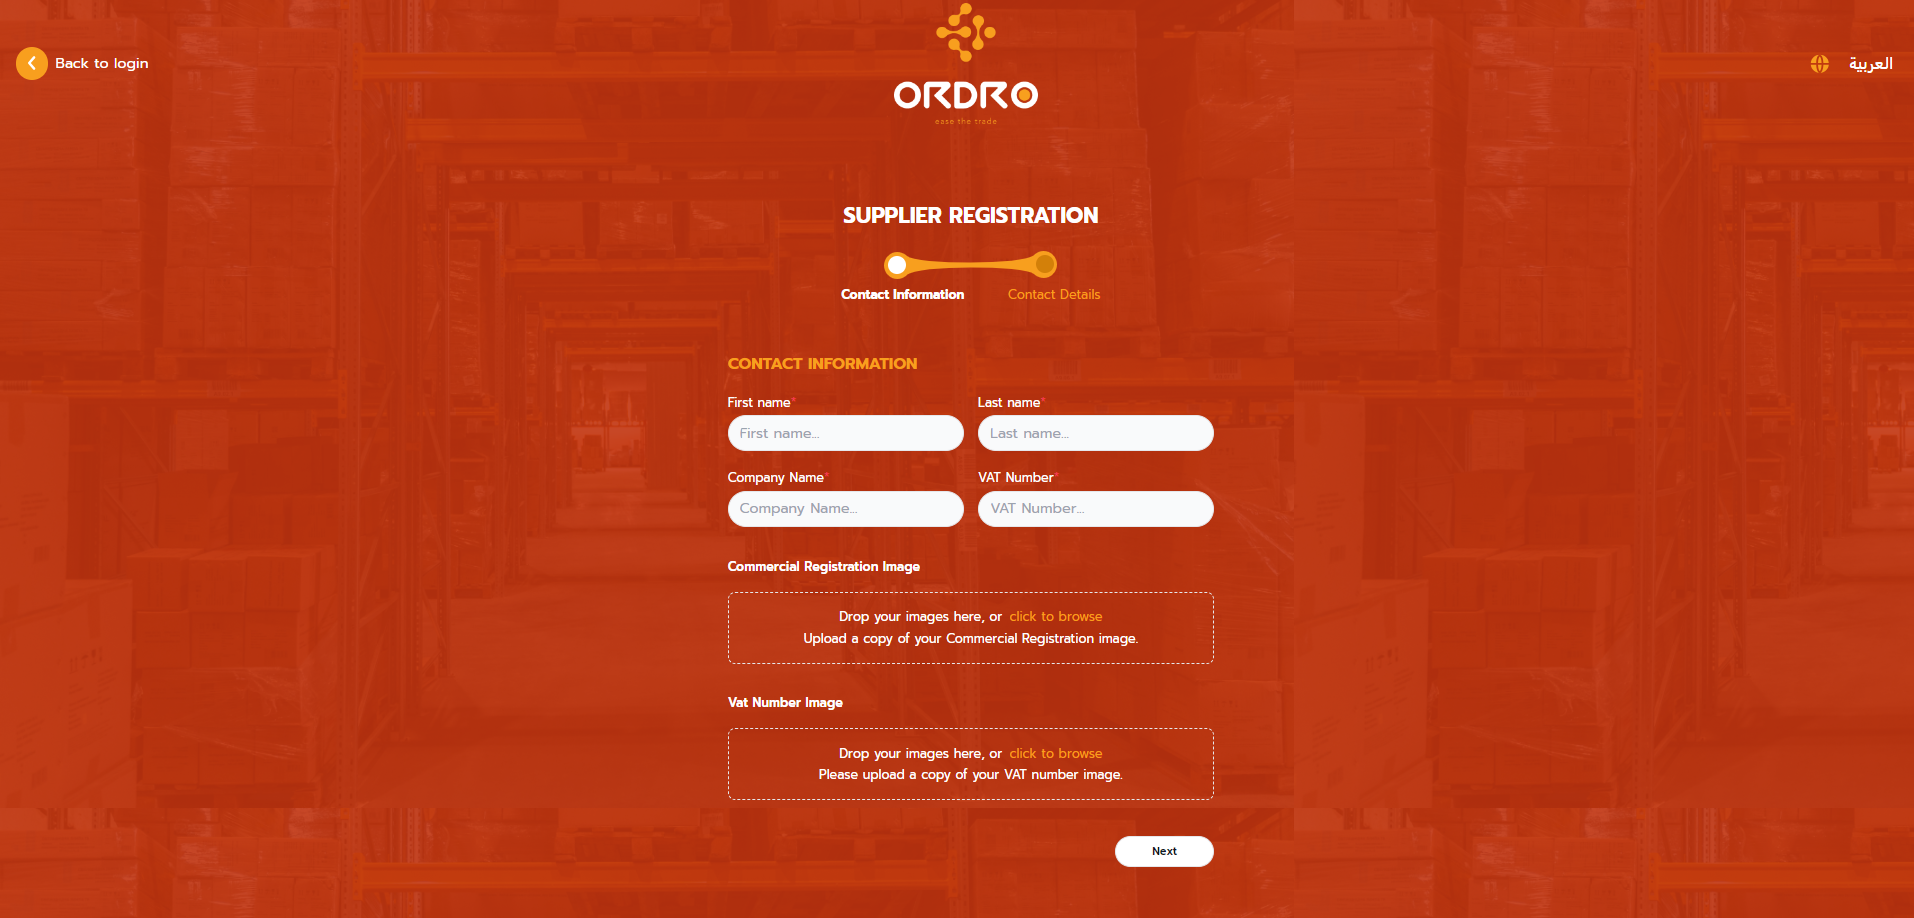 Back to login
العربية
ORDRO
ease the trade
SUPPLIER REGISTRATION
Contact Information
Contact Details
CONTACT INFORMATION
First name*
Last name*
First name...
Last name...
Company Name*
VAT Number*
Company Name...
VAT Number...
Commercial Registration Image
Drop your images here, or click to browse
Upload a copy of your Commercial Registration image.
Vat Number Image
Drop your images here, or click to browse
Please upload a copy of your VAT number image.
Next